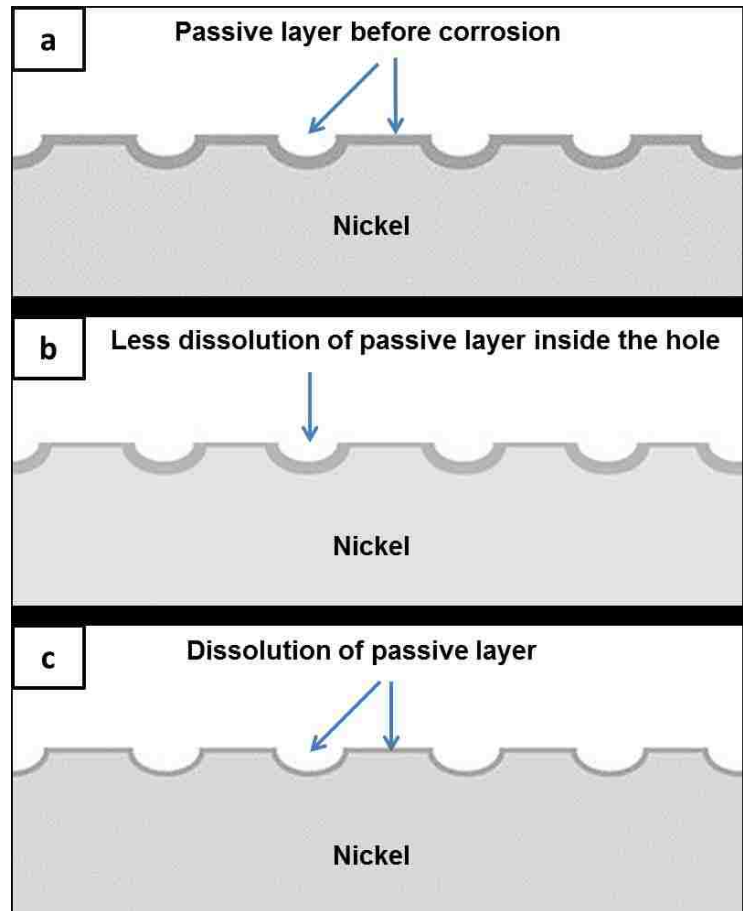 a
Passive layer before corrosion
Nickel
b
Less dissolution of passive layer inside the hole
Nickel
c
Dissolution of passive layer
Nickel